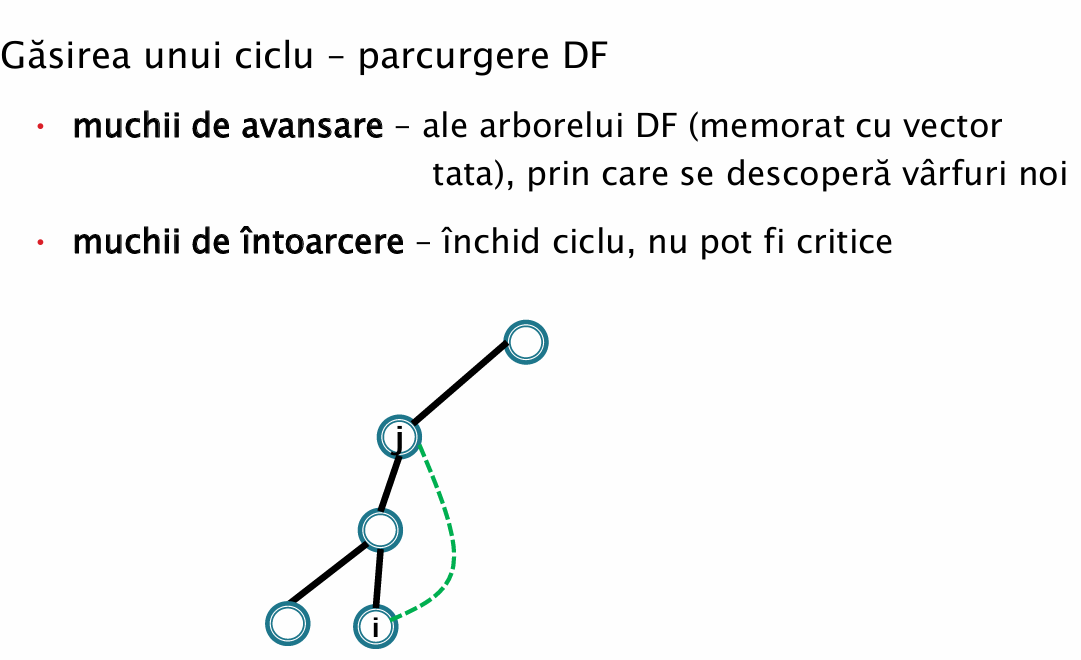 Găsirea unui ciclu – parcurgere DF
• muchii de avansare – ale arborelui DF (memorat cu vector
tata), prin care se descoperă vârfuri noi
• muchii de întoarcere – închid ciclu, nu pot fi critice
j
i